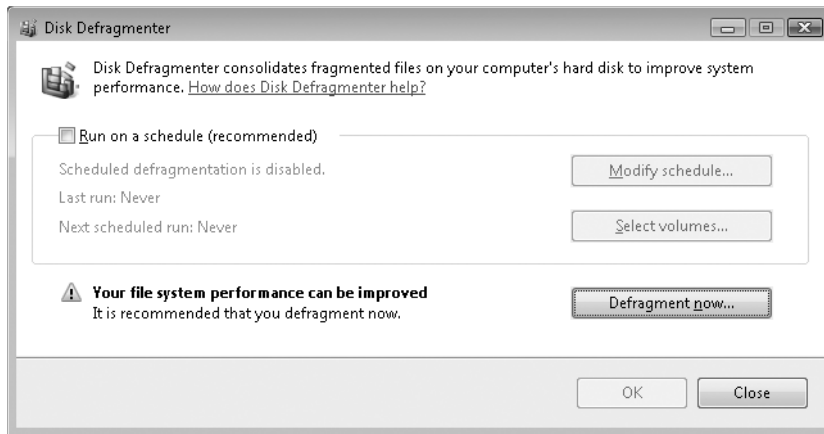 Disk Defragmenter
Disk Defragmenter consolidates fragmented files on your computer's hard disk to improve system
performance. How does Disk Defragmenter help?
Run on a schedule (recommended)
Scheduled defragmentation is disabled.
Modify schedule...
Last run: Never
Next scheduled run: Never
Select volumes...
Your file system performance can be improved
It is recommended that you defragment now.
Defragment now...
OK
Close